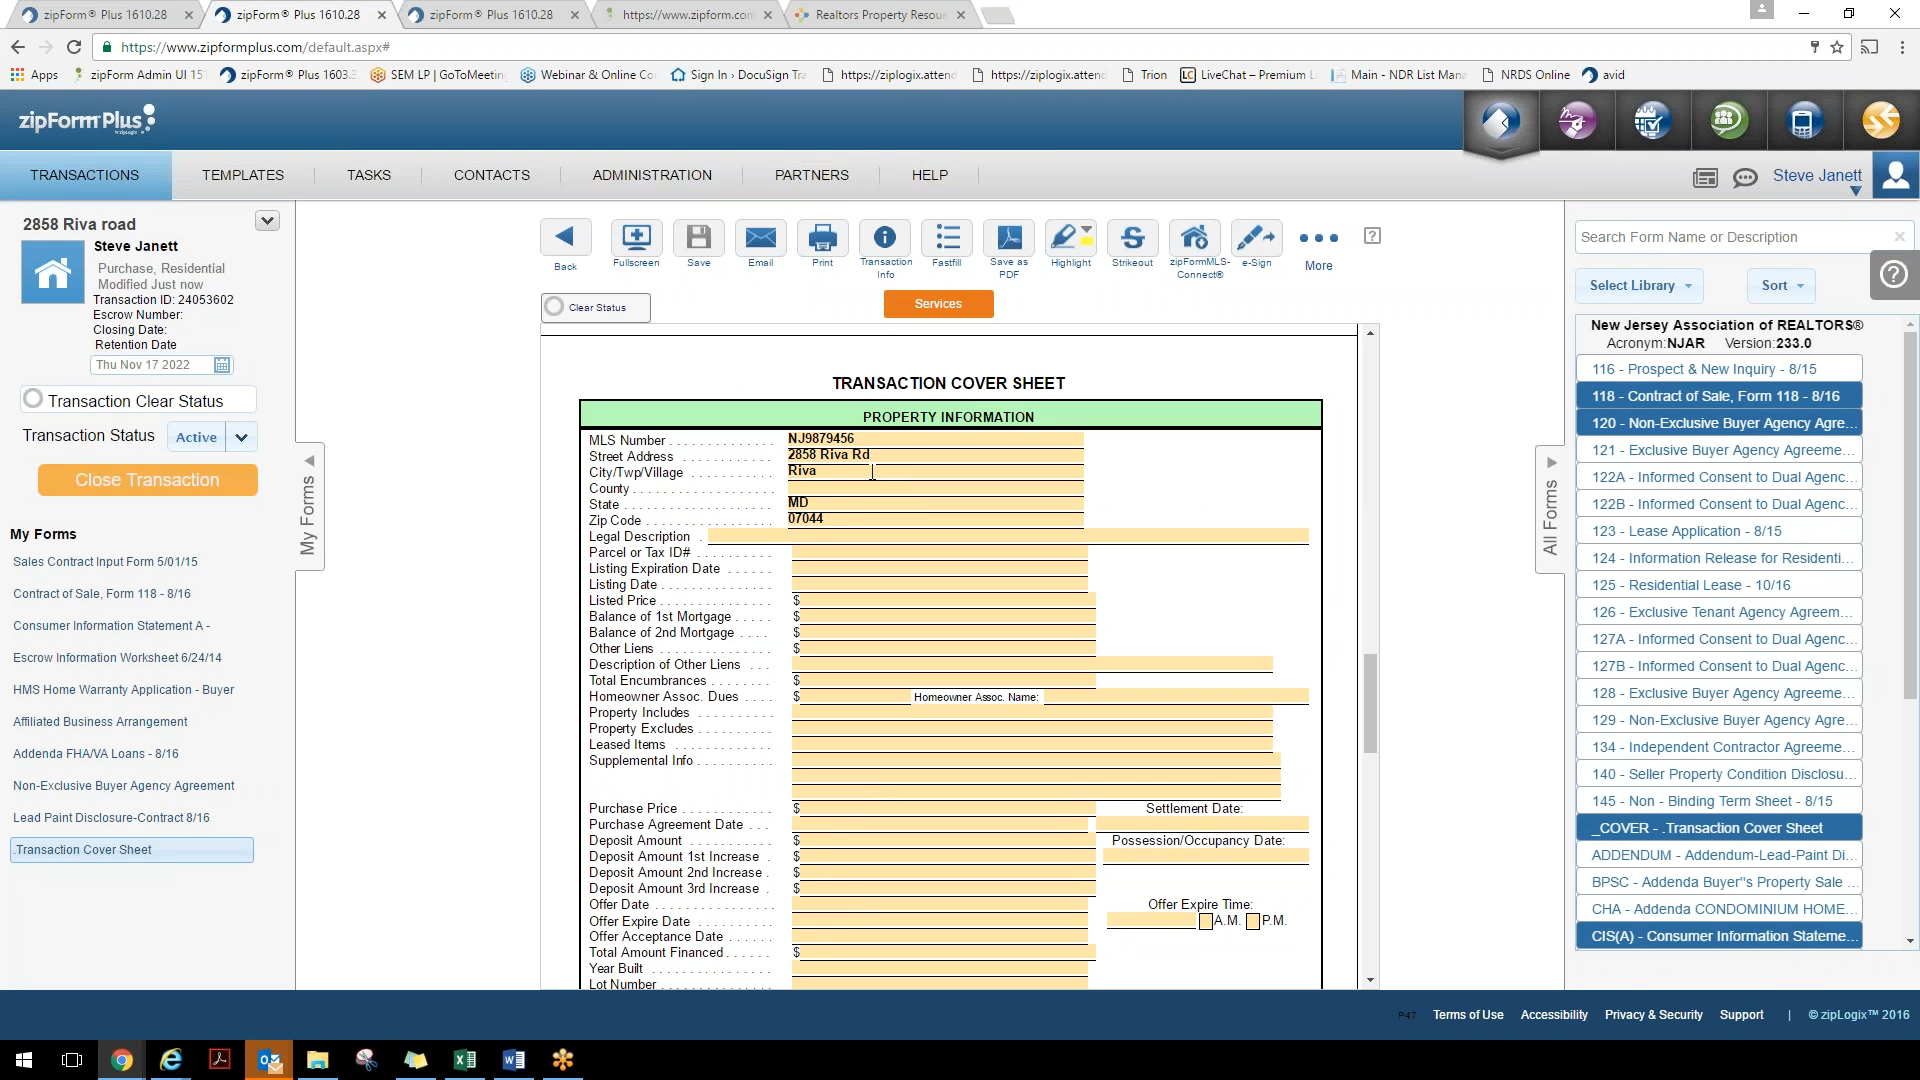 zipForm® Plus 1610.28
zipForm® Plus 1610.28
zipForm® Plus 1610.28
https://www.zipform.com
Realtors Property Resour
https://www.zipformplus.com/default.aspx#
Apps
zipForm Admin UI 15
zipForm® Plus 1603.3
SEM LP | GoToMeeting
Webinar & Online Co
Sign In › DocuSign Tra
https://ziplogix.attend
https://ziplogix.attend
Trion
LiveChat – Premium L
Main - NDR List Mana
NRDS Online
avid
zipForm Plus
by zipLogix
TRANSACTIONS
TEMPLATES
TASKS
CONTACTS
ADMINISTRATION
PARTNERS
HELP
Steve Janett
2858 Riva road
Steve Janett
Purchase, Residential
Modified Just now
Transaction ID: 24053602
Escrow Number:
Closing Date:
Retention Date
Thu Nov 17 2022
Transaction Clear Status
Transaction Status Active
Close Transaction
My Forms
Sales Contract Input Form 5/01/15
Contract of Sale, Form 118 - 8/16
Consumer Information Statement A -
Escrow Information Worksheet 6/24/14
HMS Home Warranty Application - Buyer
Affiliated Business Arrangement
Addenda FHA/VA Loans - 8/16
Non-Exclusive Buyer Agency Agreement
Lead Paint Disclosure-Contract 8/16
.Transaction Cover Sheet
My Forms
Back
Fullscreen
Save
Email
Print
Transaction Info
Fastfill
Save as PDF
Highlight
Strikeout
zipFormMLS-Connect®
e-Sign
More
?
Clear Status
Services
TRANSACTION COVER SHEET
PROPERTY INFORMATION
MLS Number . . . . . . . . . . . . . . NJ9879456
Street Address . . . . . . . . . . . . 2858 Riva Rd
City/Twp/Village . . . . . . . . . . . Riva
County . . . . . . . . . . . . . . . . . .
State . . . . . . . . . . . . . . . . . . . MD
Zip Code . . . . . . . . . . . . . . . . . 07044
Legal Description .
Parcel or Tax ID# . . . . . . . . . .
Listing Expiration Date . . . . . .
Listing Date . . . . . . . . . . . . . . .
Listed Price . . . . . . . . . . . . . . . $
Balance of 1st Mortgage . . . . . $
Balance of 2nd Mortgage . . . . $
Other Liens . . . . . . . . . . . . . . . $
Description of Other Liens . . .
Total Encumbrances . . . . . . . . $
Homeowner Assoc. Dues . . . . $ Homeowner Assoc. Name:
Property Includes . . . . . . . . . .
Property Excludes . . . . . . . . . .
Leased Items . . . . . . . . . . . . .
Supplemental Info . . . . . . . . . .
Purchase Price . . . . . . . . . . . . $ Settlement Date:
Purchase Agreement Date . . .
Deposit Amount . . . . . . . . . . . $ Possession/Occupancy Date:
Deposit Amount 1st Increase . $
Deposit Amount 2nd Increase . $
Deposit Amount 3rd Increase . $
Offer Date . . . . . . . . . . . . . . . . Offer Expire Time:
Offer Expire Date . . . . . . . . . . . A.M. P.M.
Offer Acceptance Date . . . . . .
Total Amount Financed . . . . . . $
Year Built . . . . . . . . . . . . . . . .
Lot Number . . . . . . . . . . . . . . .
All Forms
Search Form Name or Description
Select Library
Sort
New Jersey Association of REALTORS®
Acronym:NJAR Version:233.0
116 - Prospect & New Inquiry - 8/15
118 - Contract of Sale, Form 118 - 8/16
120 - Non-Exclusive Buyer Agency Agre...
121 - Exclusive Buyer Agency Agreeme...
122A - Informed Consent to Dual Agenc...
122B - Informed Consent to Dual Agenc...
123 - Lease Application - 8/15
124 - Information Release for Residenti...
125 - Residential Lease - 10/16
126 - Exclusive Tenant Agency Agreem...
127A - Informed Consent to Dual Agenc...
127B - Informed Consent to Dual Agenc...
128 - Exclusive Buyer Agency Agreeme...
129 - Non-Exclusive Buyer Agency Agre...
134 - Independent Contractor Agreeme...
140 - Seller Property Condition Disclosu...
145 - Non - Binding Term Sheet - 8/15
_COVER - .Transaction Cover Sheet
ADDENDUM - Addendum-Lead-Paint Di...
BPSC - Addenda Buyer"s Property Sale ...
CHA - Addenda CONDOMINIUM HOME...
CIS(A) - Consumer Information Stateme...
P47 Terms of Use Accessibility Privacy & Security Support | © zipLogix™ 2016